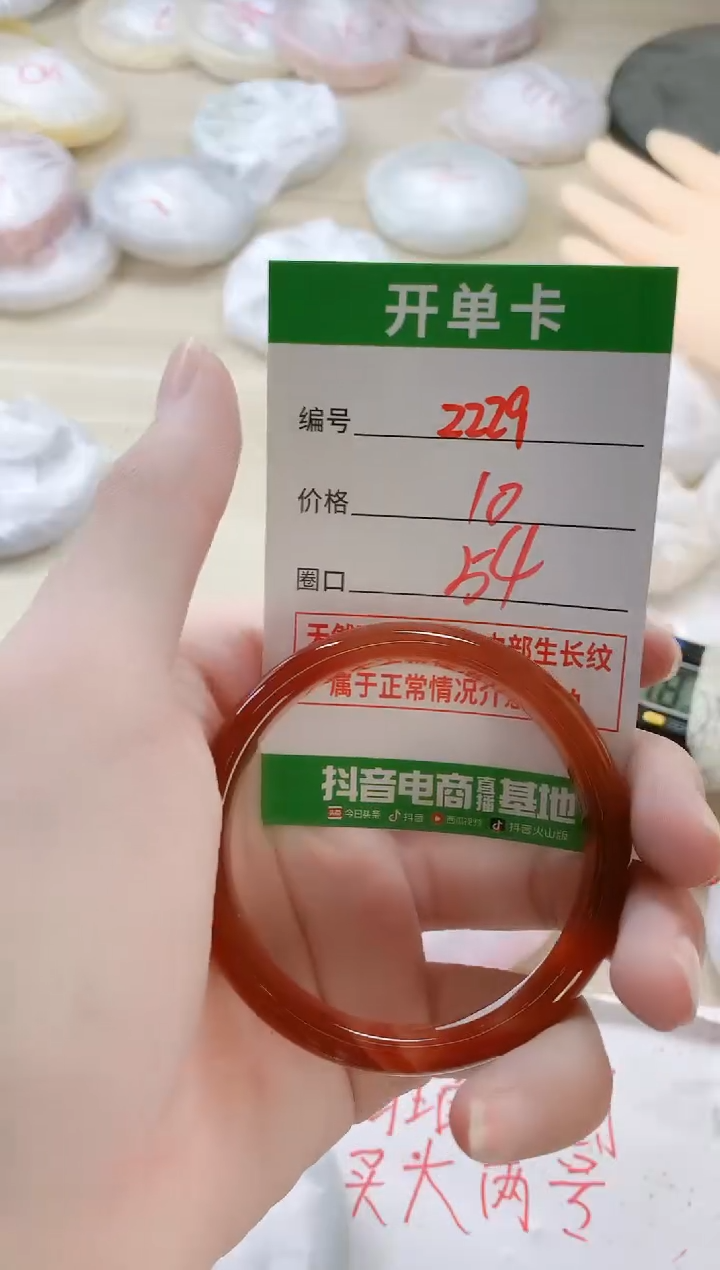 开单卡
编号 2229
价格 10
圈口 54
部生长纹
属于正常情况介意
抖音电商直播基地
今日头条 抖音 西瓜视频 抖音火山版
买大两号